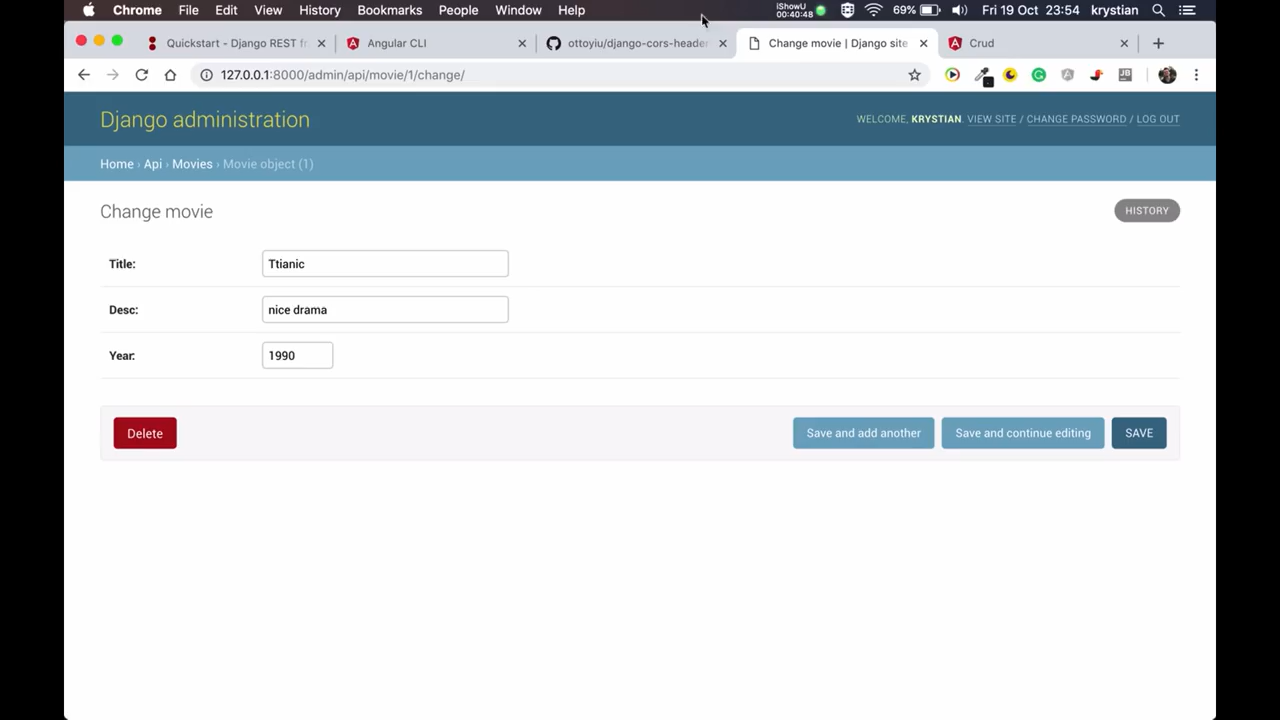 Chrome File Edit View History Bookmarks People Window Help iShowU 00:40:48 69% Fri 19 Oct 23:54 krystian
Quickstart - Django REST fr Angular CLI ottoyiu/django-cors-header Change movie | Django site Crud
127.0.0.1:8000/admin/api/movie/1/change/
Django administration WELCOME, KRYSTIAN. VIEW SITE / CHANGE PASSWORD / LOG OUT
Home › Api › Movies › Movie object (1)
Change movie HISTORY
Title: Ttianic
Desc: nice drama
Year: 1990
Delete Save and add another Save and continue editing SAVE